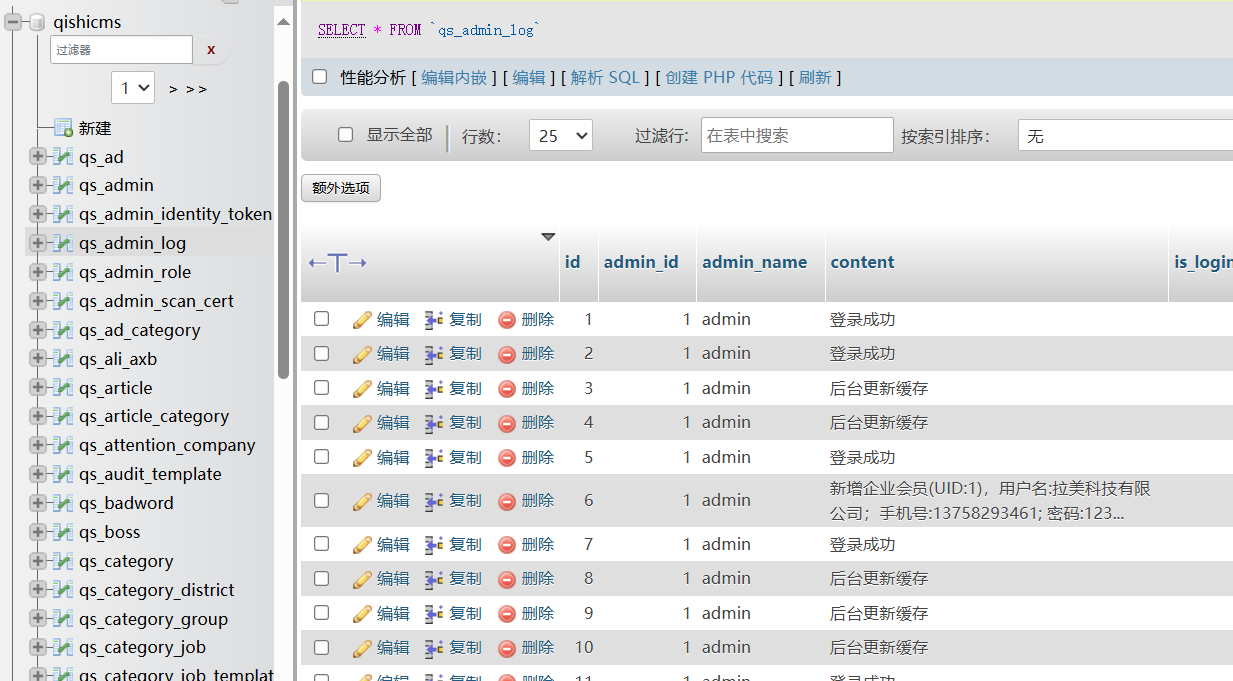 qishicms
过滤器 x
1 > >>
新建
qs_ad
qs_admin
qs_admin_identity_token
qs_admin_log
qs_admin_role
qs_admin_scan_cert
qs_ad_category
qs_ali_axb
qs_article
qs_article_category
qs_attention_company
qs_audit_template
qs_badword
qs_boss
qs_category
qs_category_district
qs_category_group
qs_category_job
qs_category_job_templat
SELECT * FROM `qs_admin_log`
性能分析 [ 编辑内嵌 ] [ 编辑 ] [ 解析 SQL ] [ 创建 PHP 代码 ] [ 刷新 ]
显示全部 行数： 25 过滤行: 在表中搜索 按索引排序: 无
额外选项
←T→ id admin_id admin_name content is_login
编辑 复制 删除 1 1 admin 登录成功
编辑 复制 删除 2 1 admin 登录成功
编辑 复制 删除 3 1 admin 后台更新缓存
编辑 复制 删除 4 1 admin 后台更新缓存
编辑 复制 删除 5 1 admin 登录成功
编辑 复制 删除 6 1 admin 新增企业会员(UID:1)，用户名:拉美科技有限
公司；手机号:13758293461; 密码:123...
编辑 复制 删除 7 1 admin 登录成功
编辑 复制 删除 8 1 admin 后台更新缓存
编辑 复制 删除 9 1 admin 后台更新缓存
编辑 复制 删除 10 1 admin 后台更新缓存
编辑 复制 删除 11 1 admin 登录成功